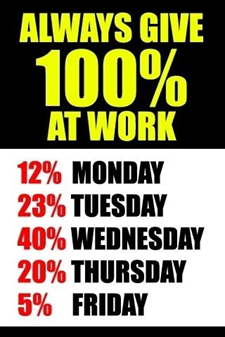 ALWAYS GIVE
100%
AT WORK
12% MONDAY
23% TUESDAY
40% WEDNESDAY
20% THURSDAY
5% FRIDAY